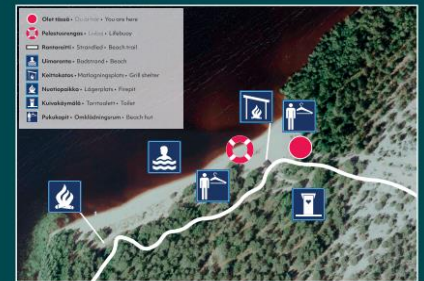 Olet tässä • Du är här • You are here
Pelastusrengas • Livboj • Lifebuoy
Rantareitti • Strandled • Beach trail
Uimaranta • Badstrand • Beach
Keittokatos • Matlagningsplats • Grill shelter
Nuotiopaikka • Lägerplats • Firepit
Kuivakäymälä • Torrtoalett • Toilet
Pukukopit • Omklädningsrum • Beach hut